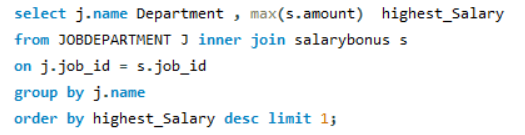 select j.name Department , max(s.amount)  highest_Salary
from JOBDEPARTMENT J inner join salarybonus s
on j.job_id = s.job_id
group by j.name
order by highest_Salary desc limit 1;